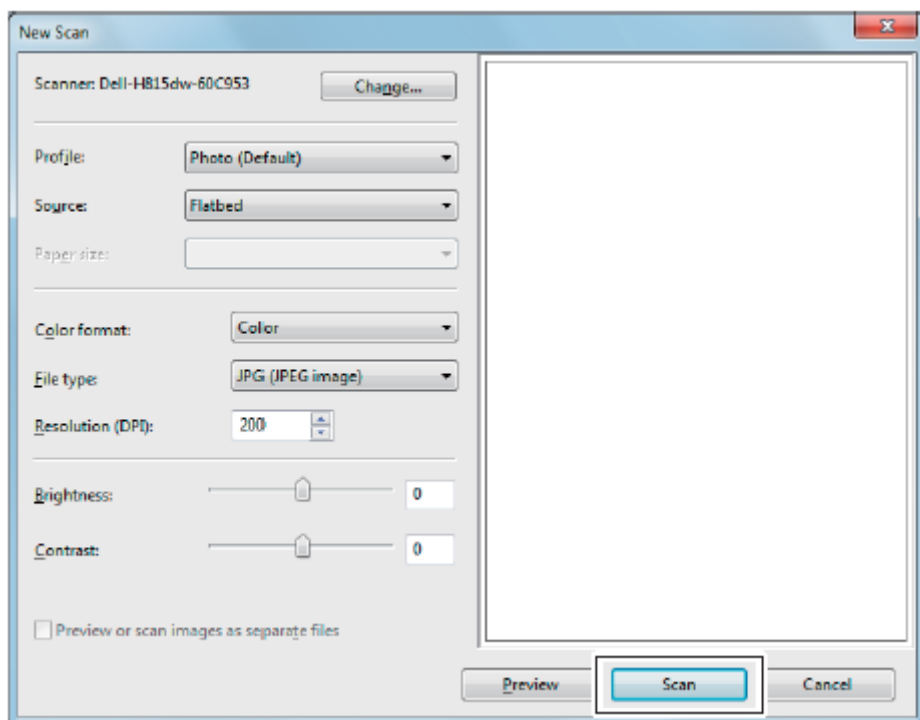 New Scan
Scanner: Dell-H815dw-60C953
Change...
Profile: Photo (Default)
Source: Flatbed
Paper size:
Color format: Color
File type: JPG (JPEG image)
Resolution (DPI): 200
Brightness: 0
Contrast: 0
Preview or scan images as separate files
Preview Scan Cancel